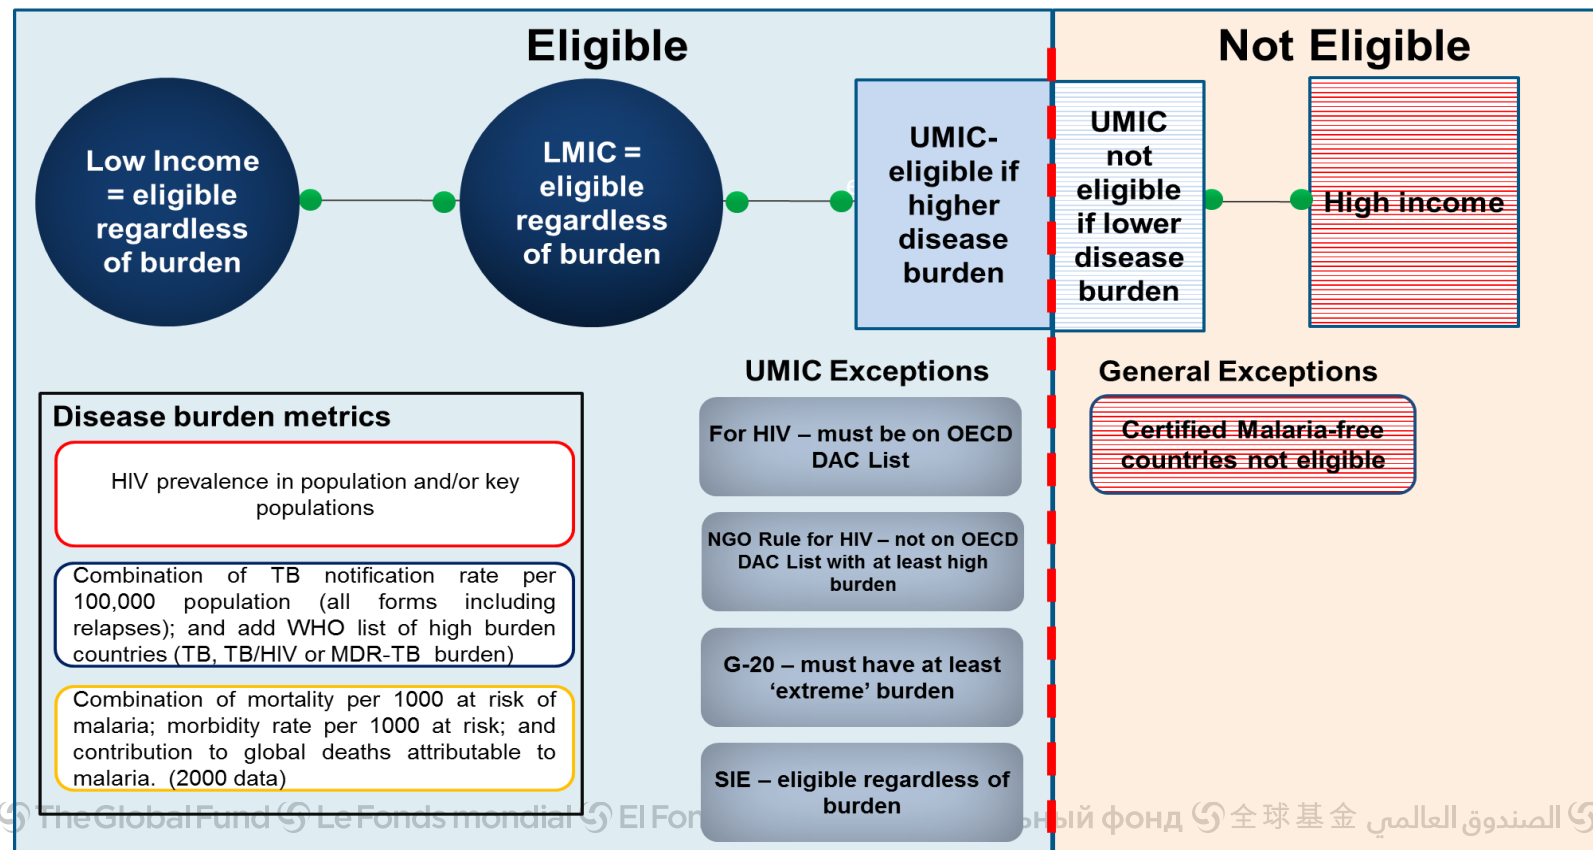 Eligible
Not Eligible
Low Income
= eligible
regardless
of burden
LMIC =
eligible
regardless
of burden
UMIC-
eligible if
higher
disease
burden
UMIC
not
eligible
if lower
disease
burden
High income
UMIC Exceptions
General Exceptions
Disease burden metrics
HIV prevalence in population and/or key
populations
Combination of TB notification rate per
100,000 population (all forms including
relapses); and add WHO list of high burden
countries (TB, TB/HIV or MDR-TB burden)
Combination of mortality per 1000 at risk of
malaria; morbidity rate per 1000 at risk; and
contribution to global deaths attributable to
malaria. (2000 data)
For HIV – must be on OECD
DAC List
NGO Rule for HIV – not on OECD
DAC List with at least high
burden
G-20 – must have at least
‘extreme’ burden
SIE – eligible regardless of
burden
Certified Malaria-free
countries not eligible
The Global Fund Le Fonds mondial El Fon ьный фонд 全球基金 الصندوق العالمي